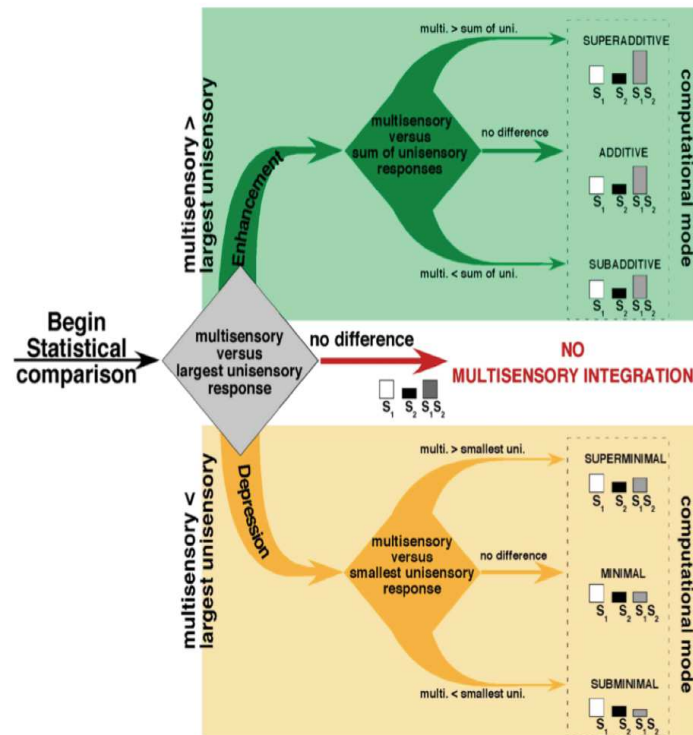 multisensory >
largest unisensory
Enhancement
multi. > sum of uni.
multisensory
versus
sum of unisensory
responses
no difference
multi. < sum of uni.
SUPERADDITIVE
S₁ S₂ S₁S₂
ADDITIVE
S₁ S₂ S₁S₂
SUBADDITIVE
S₁ S₂ S₁S₂
computational mode
Begin
Statistical
comparison
multisensory
versus
largest unisensory
response
no difference
S₁ S₂ S₁S₂
NO
MULTISENSORY INTEGRATION
multisensory <
largest unisensory
Depression
multi. > smallest uni.
multisensory
versus
smallest unisensory
response
no difference
multi. < smallest uni.
SUPERMINIMAL
S₁ S₂ S₁S₂
MINIMAL
S₁ S₂ S₁S₂
SUBMINIMAL
S₁ S₂ S₁S₂
computational mode